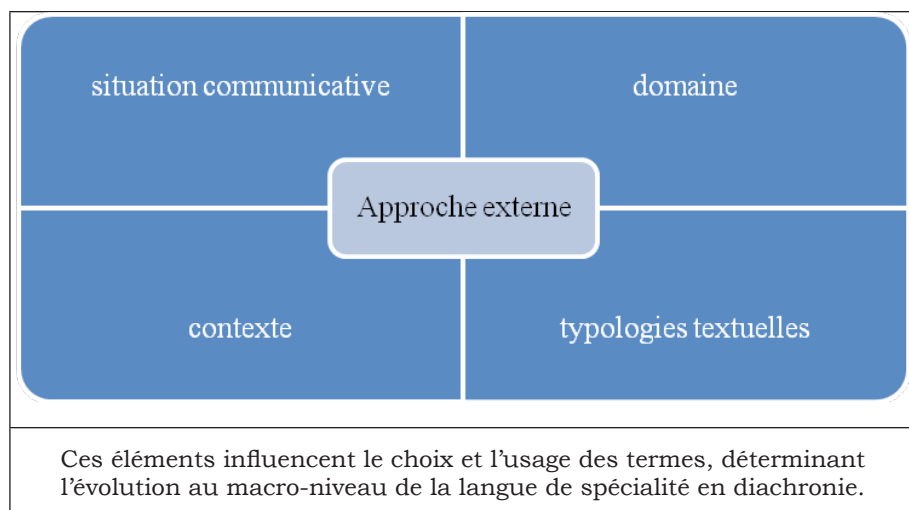 situation communicative
domaine
Approche externe
contexte
typologies textuelles
Ces éléments influencent le choix et l'usage des termes, déterminant
l'évolution au macro-niveau de la langue de spécialité en diachronie.